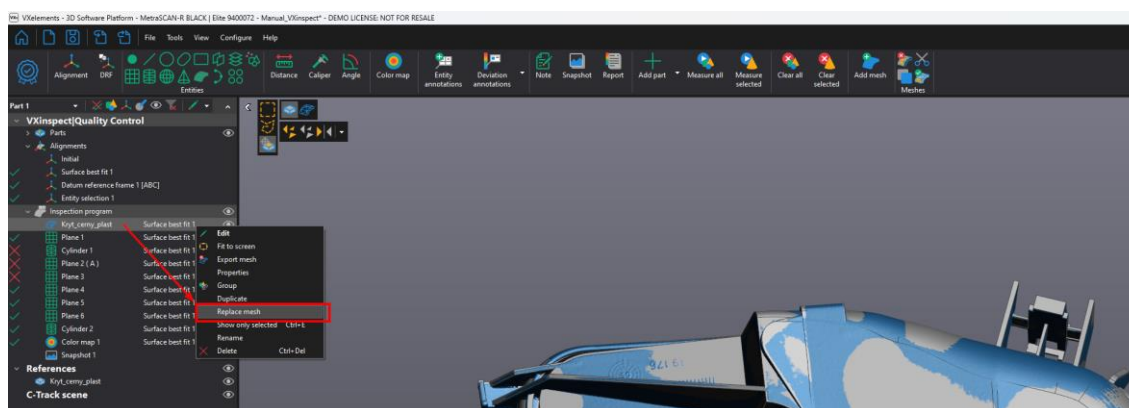 VXelements - 3D Software Platform - MetraSCAN-R BLACK | Elite 9400072 - Manual_VXinspect* - DEMO LICENSE: NOT FOR RESALE
File Tools View Configure Help
Alignment DRF Entities Distance Caliper Angle Color map Entity annotations Deviation annotations Note Snapshot Report Add part Measure all Measure selected Clear all Clear selected Add mesh Meshes
Part 1
VXinspect|Quality Control
Parts
Alignments
Initial
Surface best fit 1
Datum reference frame 1 [ABC]
Entity selection 1
Inspection program
Kryt_cerny_plast Surface best fit 1
Plane 1 Surface best fit 1
Cylinder 1 Surface best fit 1
Plane 2 ( A ) Surface best fit 1
Plane 3 Surface best fit 1
Plane 4 Surface best fit 1
Plane 5 Surface best fit 1
Plane 6 Surface best fit 1
Cylinder 2 Surface best fit 1
Color map 1 Surface best fit 1
Snapshot 1
References
Kryt_cerny_plast
C-Track scene
Edit
Fit to screen
Export mesh
Properties
Group
Duplicate
Replace mesh
Show only selected Ctrl+E
Rename
Delete Ctrl+Del